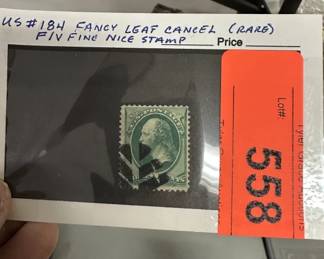 US #184 FANCY LEAF CANCEL (RARE)
F/V FINE NICE STAMP Price
Lot#
558